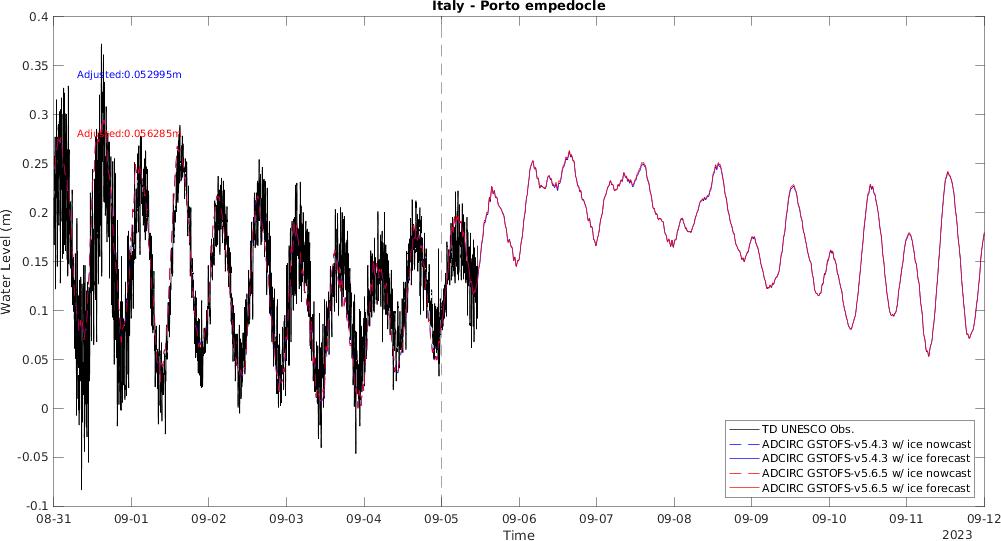 Italy - Porto empedocle
0.4
0.35
0.3
0.25
0.2
0.15
0.1
0.05
0
-0.05
-0.1
Water Level (m)
Adjusted:0.052995m
Adjusted:0.056285m
TD UNESCO Obs.
ADCIRC GSTOFS-v5.4.3 w/ ice nowcast
ADCIRC GSTOFS-v5.4.3 w/ ice forecast
ADCIRC GSTOFS-v5.6.5 w/ ice nowcast
ADCIRC GSTOFS-v5.6.5 w/ ice forecast
08-31 09-01 09-02 09-03 09-04 09-05 09-06 09-07 09-08 09-09 09-10 09-11 09-12
Time
2023